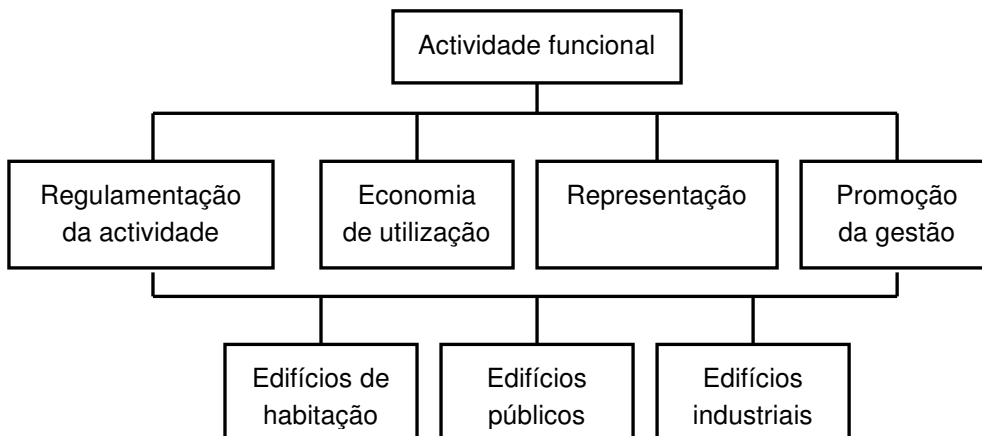 Actividade funcional
Regulamentação
da actividade
Economia
de utilização
Representação
Promoção
da gestão
Edifícios de
habitação
Edifícios
públicos
Edifícios
industriais